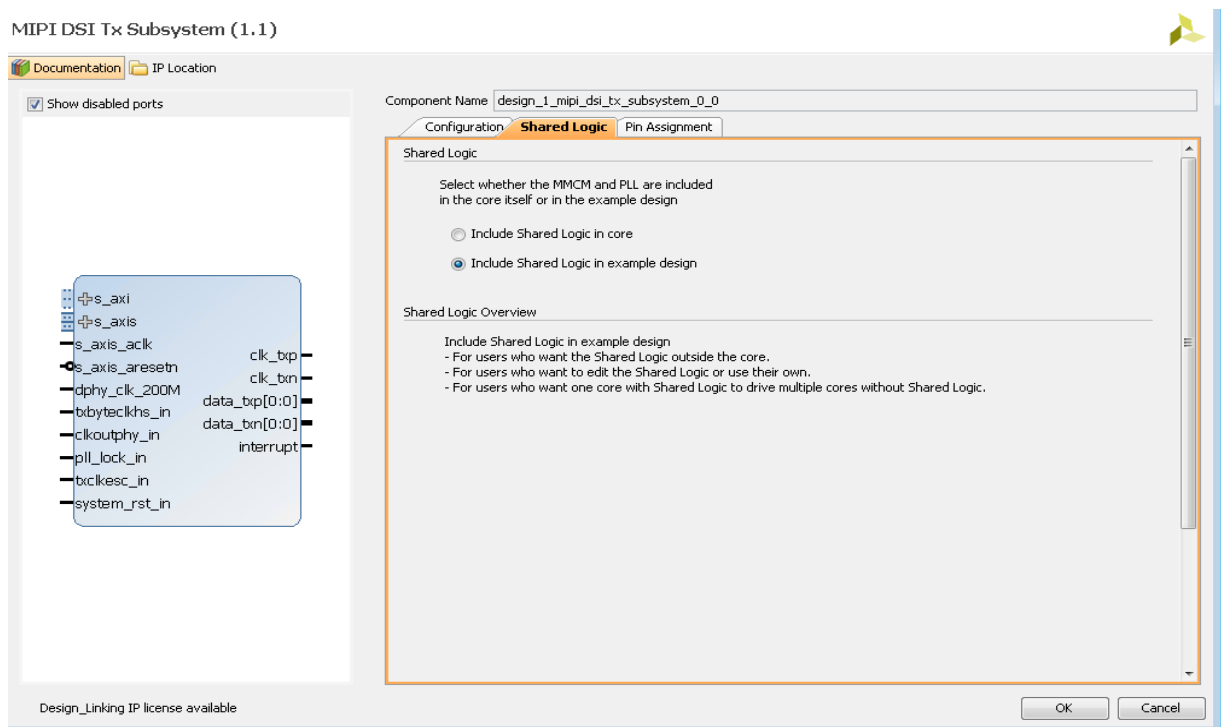 MIPI DSI Tx Subsystem (1.1)
Documentation IP Location
Show disabled ports
s_axi
s_axis
s_axis_aclk
s_axis_aresetn
dphy_clk_200M
txbyteclkhs_in
clkoutphy_in
pll_lock_in
txclkesc_in
system_rst_in
clk_txp
clk_txn
data_txp[0:0]
data_txn[0:0]
interrupt
Component Name design_1_mipi_dsi_tx_subsystem_0_0
Configuration Shared Logic Pin Assignment
Shared Logic
Select whether the MMCM and PLL are included
in the core itself or in the example design
Include Shared Logic in core
Include Shared Logic in example design
Shared Logic Overview
Include Shared Logic in example design
- For users who want the Shared Logic outside the core.
- For users who want to edit the Shared Logic or use their own.
- For users who want one core with Shared Logic to drive multiple cores without Shared Logic.
Design_Linking IP license available
OK Cancel